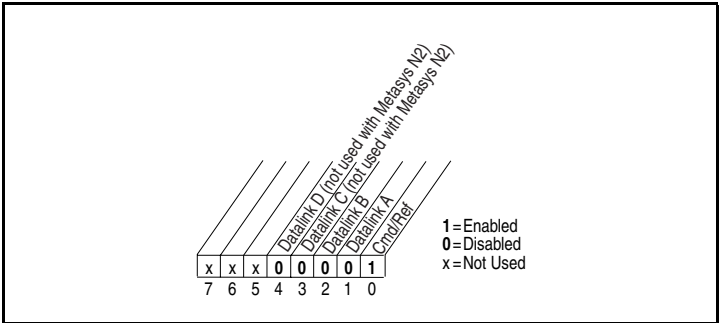 Datalink D (not used with Metasys N2)
Datalink C (not used with Metasys N2)
Datalink B
Datalink A
Cmd/Ref
1=Enabled
0=Disabled
x=Not Used
x x x 0 0 0 0 1
7 6 5 4 3 2 1 0